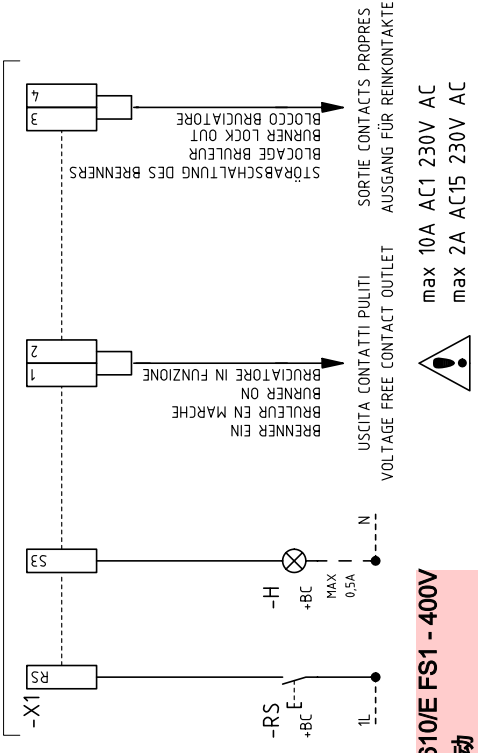 -X1
RS
S3
1
2
3
4
-RS
+BC
1L
-H
+BC
MAX
0,5A
N
BRUCIATORE IN FUNZIONE
BURNER ON
BRULEUR EN MARCHE
BRENNER EIN
BLOCCO BRUCIATORE
BURNER LOCK OUT
BLOCAGE BRULEUR
STÖRABSCHALTUNG DES BRENNERS
USCITA CONTATTI PULITI
VOLTAGE FREE CONTACT OUTLET
SORTIE CONTACTS PROPRES
AUSGANG FÜR REINKONTAKTE
max 10A AC1 230V AC
max 2A AC15 230V AC
S10/E FS1 - 400V
动